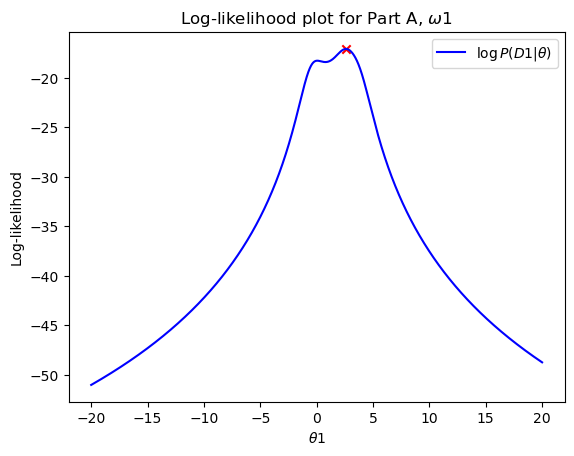 Log-likelihood plot for Part A, ω1
log P(D1|θ)
Log-likelihood
−20
−25
−30
−35
−40
−45
−50
−20 −15 −10 −5 0 5 10 15 20
θ1